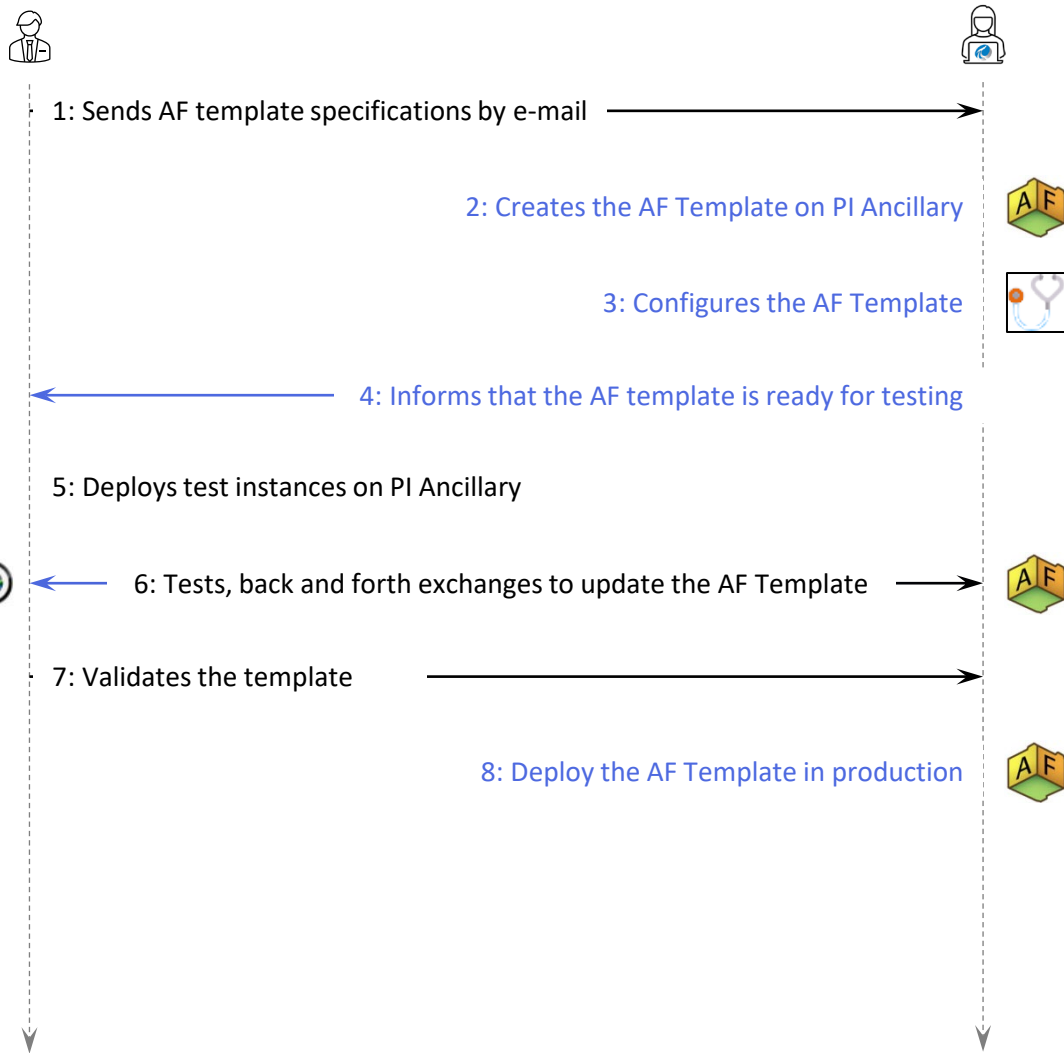 1: Sends AF template specifications by e-mail
2: Creates the AF Template on PI Ancillary
AF
3: Configures the AF Template
4: Informs that the AF template is ready for testing
5: Deploys test instances on PI Ancillary
6: Tests, back and forth exchanges to update the AF Template
AF
7: Validates the template
8: Deploy the AF Template in production
AF